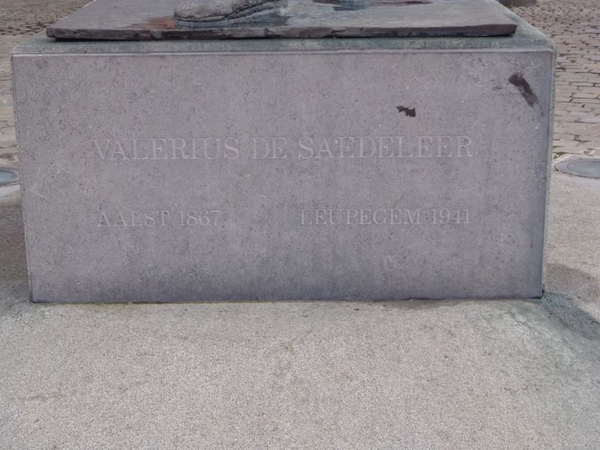 VALERIUS DE SAEDELEER
AALST 1867 LEUPEGEM 1941